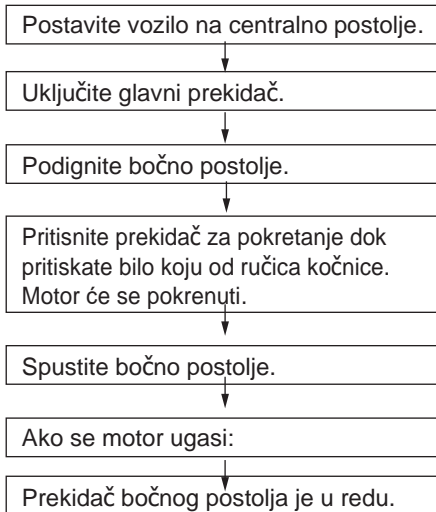 Postavite vozilo na centralno postolje.
Uključite glavni prekidač.
Podignite bočno postolje.
Pritisnite prekidač za pokretanje dok
pritiskate bilo koju od ručica kočnice.
Motor će se pokrenuti.
Spustite bočno postolje.
Ako se motor ugasi:
Prekidač bočnog postolja je u redu.